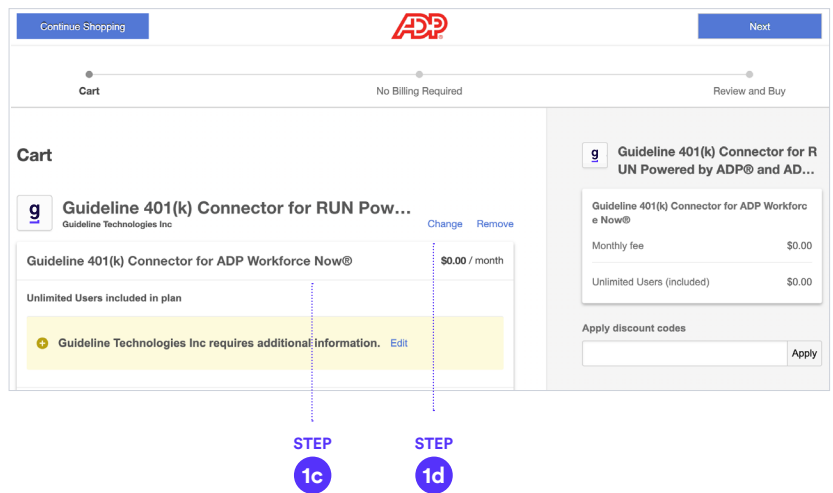 Continue Shopping
ADP
Next
Cart
No Billing Required
Review and Buy
Cart
g
Guideline 401(k) Connector for RUN Pow...
Guideline Technologies Inc
Change Remove
Guideline 401(k) Connector for ADP Workforce Now®
$0.00 / month
Unlimited Users included in plan
Guideline Technologies Inc requires additional information. Edit
g
Guideline 401(k) Connector for R
UN Powered by ADP® and AD...
Guideline 401(k) Connector for ADP Workforc
e Now®
Monthly fee $0.00
Unlimited Users (included) $0.00
Apply discount codes
Apply
STEP
1c
STEP
1d